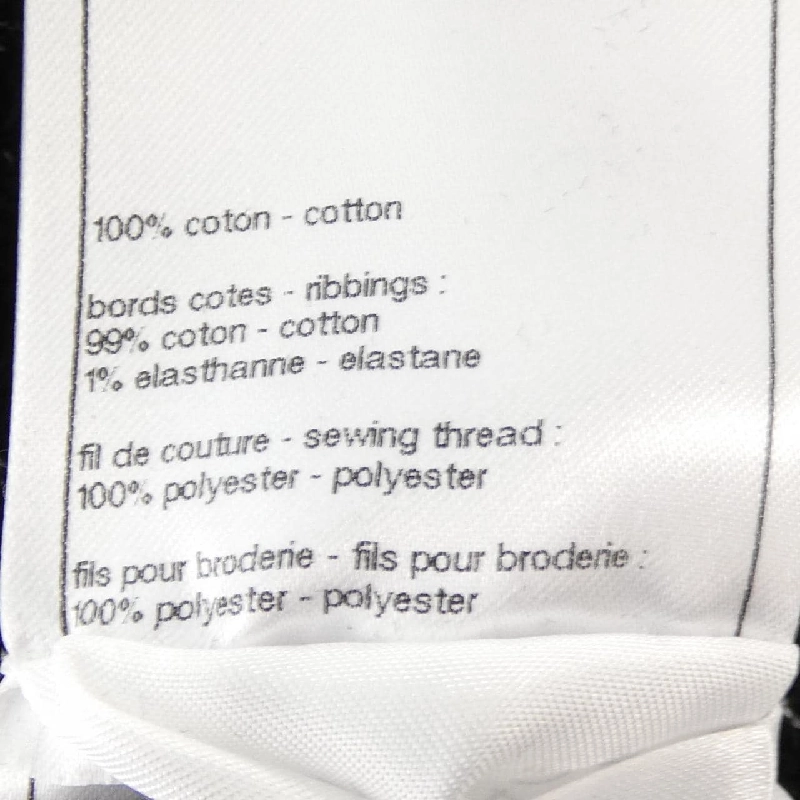 100% coton - cotton
bords cotes - ribbings :
99% coton - cotton
1% elasthanne - elastane
fil de couture - sewing thread :
100% polyester - polyester
fils pour broderie - fils pour broderie :
100% polyester - polyester